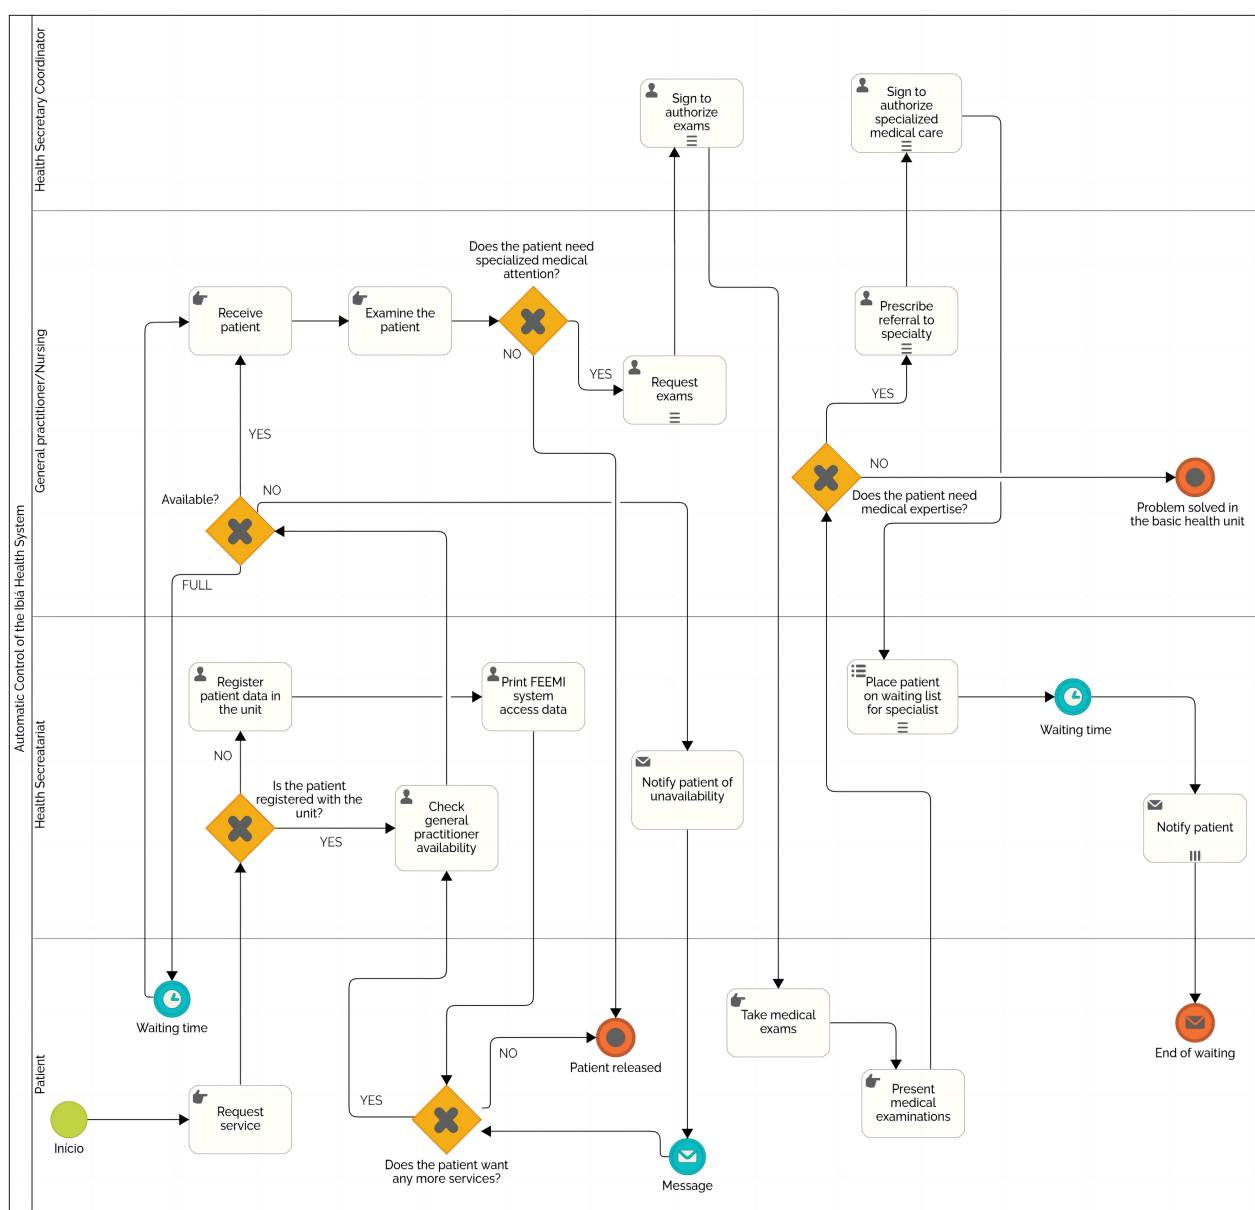 Automatic Control of the Ibiá Health System
Health Secretary Coordinator
Sign to
authorize
exams
Sign to
authorize
specialized
medical care
General practitioner/Nursing
Does the patient need
specialized medical
attention?
Receive
patient
Examine the
patient
NO
YES
Request
exams
Prescribe
referral to
specialty
YES
YES
Available?
NO
FULL
NO
Does the patient need
medical expertise?
Problem solved in
the basic health unit
Health Secreatariat
Register
patient data in
the unit
Print FEEMI
system
access data
NO
Is the patient
registered with the
unit?
YES
Check
general
practitioner
availability
Notify patient of
unavailability
Place patient
on waiting list
for specialist
Waiting time
Notify patient
Patient
Waiting time
Início
Request
service
YES
NO
Patient released
Does the patient want
any more services?
Message
Take medical
exams
Present
medical
examinations
End of waiting